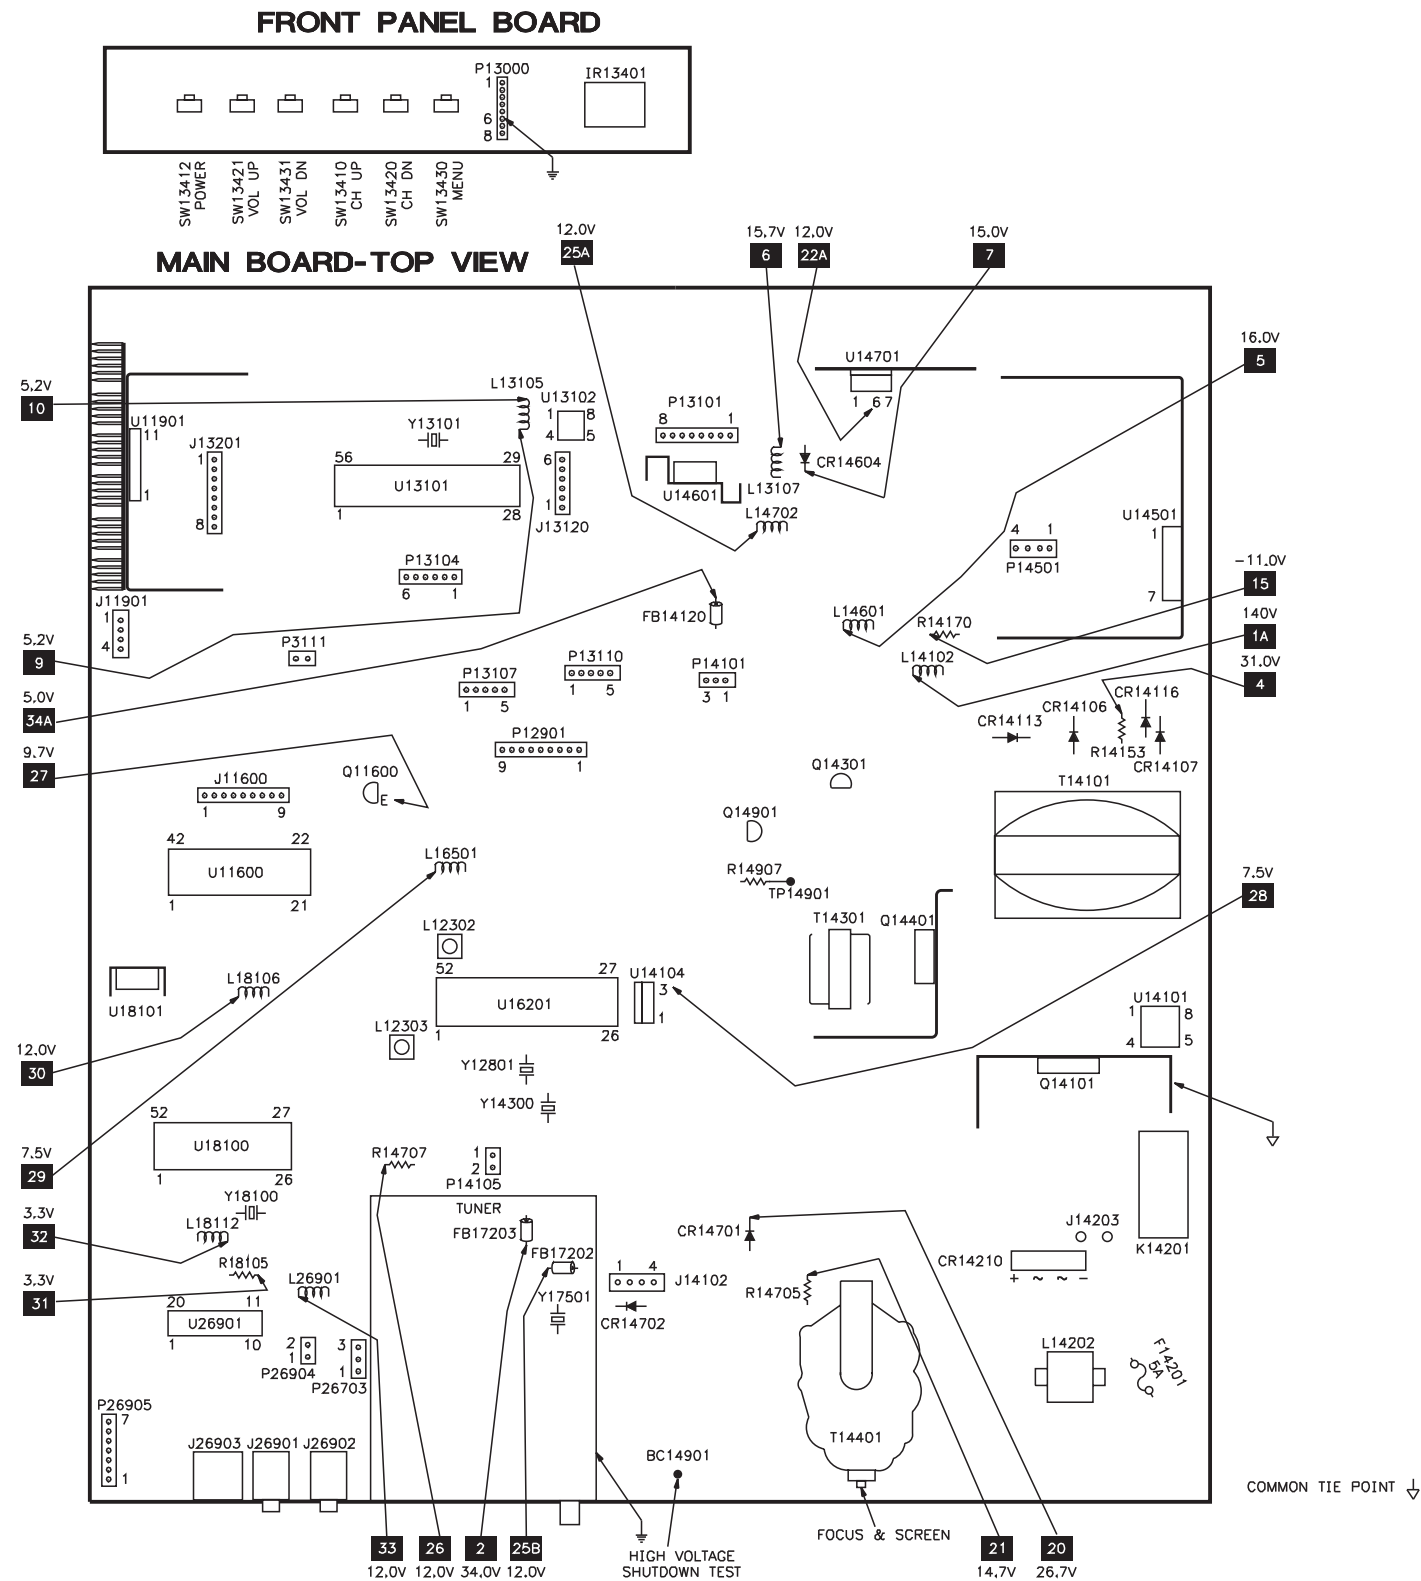 FRONT PANEL BOARD
P13000
IR13401
1
6
8
SW13412
POWER
SW13421
VOL UP
SW13431
VOL DN
SW13410
CH UP
SW13420
CH DN
SW13430
MENU
MAIN BOARD-TOP VIEW
12.0V
25A
15.7V
6
12.0V
22A
15.0V
7
16.0V
5
5.2V
10
U11901
11
1
J13201
1
8
Y13101
L13105
U13102
1 8
4 5
56 29
U13101
1 28
6
1
J13120
P13101
8 1
U14601
L13107
CR14604
L14702
U14701
1 67
4 1
P14501
U14501
1
7
-11.0V
15
140V
1A
31.0V
4
J11901
1
4
P13104
6 1
FB14120
L14601
R14170
L14102
5.2V
9
P3111
P13107
1 5
P13110
1 5
P14101
3 1
5.0V
34A
CR14113
CR14106
CR14116
R14153
CR14107
9.7V
27
P12901
9 1
J11600
1 9
Q11600
E
Q14301
Q14901
T14101
42 22
U11600
1 21
L16501
R14907
TP14901
T14301
Q14401
7.5V
28
L12302
52 27
U16201
1 26
U14104
3
1
U18101
L18106
L12303
U14101
1 8
4 5
12.0V
30
Y12801
Y14300
Q14101
52 27
U18100
1 26
7.5V
29
R14707
1
2
P14105
TUNER
Y18100
L18112
3.3V
32
FB17203
FB17202
CR14701
J14203
K14201
CR14210
+ ~ ~ -
R18105
L26901
3.3V
31
20 11
U26901
1 10
Y17501
1 4
J14102
CR14702
R14705
2
1
P26904
3
1
P26703
L14202
F14201
5A
P26905
7
1
J26903
J26901
J26902
BC14901
T14401
COMMON TIE POINT
FOCUS & SCREEN
33
12.0V
26
12.0V
2
34.0V
25B
12.0V
HIGH VOLTAGE
SHUTDOWN TEST
21
14.7V
20
26.7V